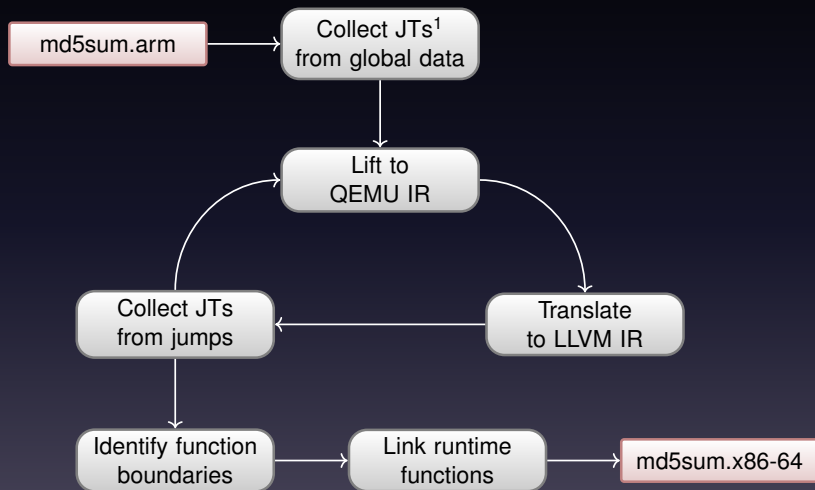 md5sum.arm
Collect JTs¹
from global data
Lift to
QEMU IR
Collect JTs
from jumps
Translate
to LLVM IR
Identify function
boundaries
Link runtime
functions
md5sum.x86-64